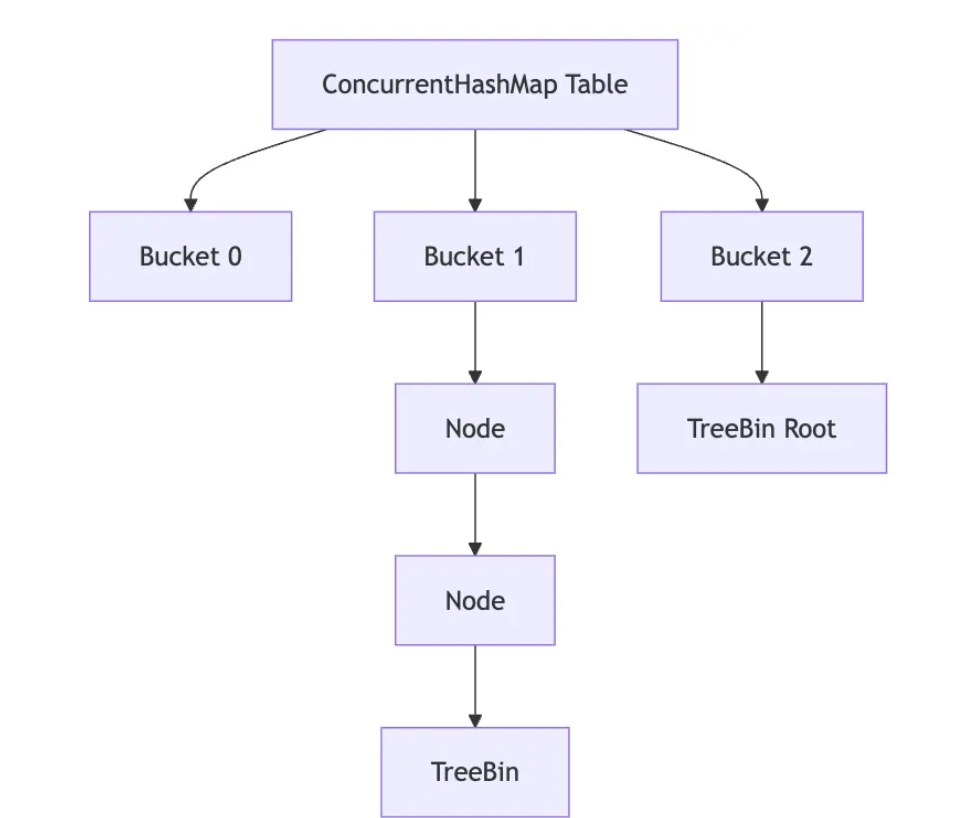 ConcurrentHashMap Table
Bucket 0
Bucket 1
Bucket 2
Node
TreeBin Root
Node
TreeBin